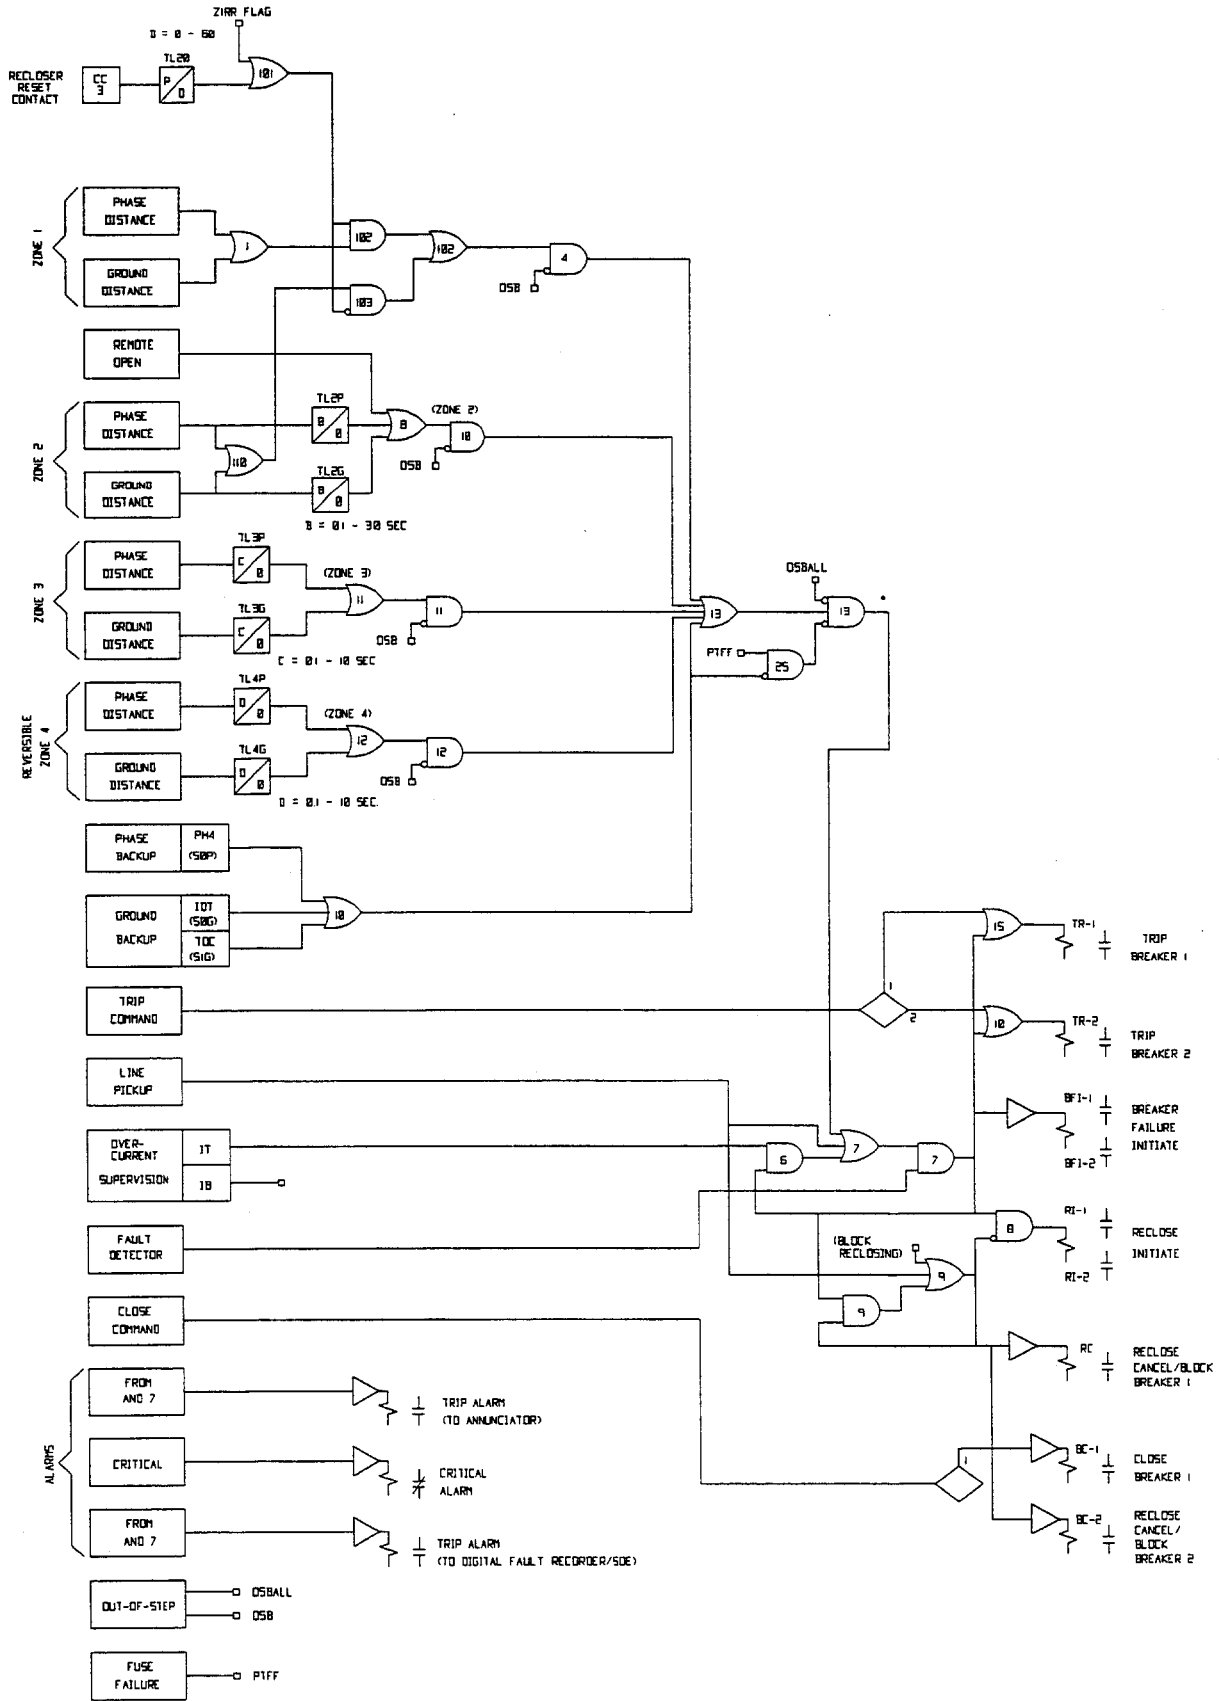 ZIRR FLAG
B = 0 - 60
TL20
RECLOSER
RESET
CONTACT
CC
3
P
0
101
ZONE 1
PHASE
DISTANCE
GROUND
DISTANCE
1
102
102
103
4
OSB
REMOTE
OPEN
ZONE 2
PHASE
DISTANCE
GROUND
DISTANCE
110
TL2P
B
0
TL2G
B
0
B = 0.1 - 30 SEC
8
(ZONE 2)
10
OSB
ZONE 3
PHASE
DISTANCE
GROUND
DISTANCE
TL3P
C
0
TL3G
C
0
C = 0.1 - 10 SEC
(ZONE 3)
11
11
OSB
REVERSIBLE
ZONE 4
PHASE
DISTANCE
GROUND
DISTANCE
TL4P
D
0
TL4G
D
0
D = 0.1 - 10 SEC.
(ZONE 4)
12
12
OSB
13
OSBALL
13
PTFF
25
PHASE
BACKUP
PH4
(50P)
GROUND
BACKUP
IOT
(50G)
TOC
(51G)
10
TRIP
COMMAND
1
2
15
TR-1
TRIP
BREAKER 1
10
TR-2
TRIP
BREAKER 2
LINE
PICKUP
BFI-1
BREAKER
FAILURE
INITIATE
BFI-2
OVER-
CURRENT
SUPERVISION
IT
IB
6
7
7
FAULT
DETECTOR
8
RI-1
RECLOSE
INITIATE
RI-2
(BLOCK
RECLOSING)
9
9
CLOSE
COMMAND
RC
RECLOSE
CANCEL/BLOCK
BREAKER 1
ALARMS
FROM
AND 7
TRIP ALARM
(TO ANNUNCIATOR)
CRITICAL
CRITICAL
ALARM
FROM
AND 7
TRIP ALARM
(TO DIGITAL FAULT RECORDER/SOE)
1
BC-1
CLOSE
BREAKER 1
BC-2
RECLOSE
CANCEL/
BLOCK
BREAKER 2
OUT-OF-STEP
OSBALL
OSB
FUSE
FAILURE
PTFF